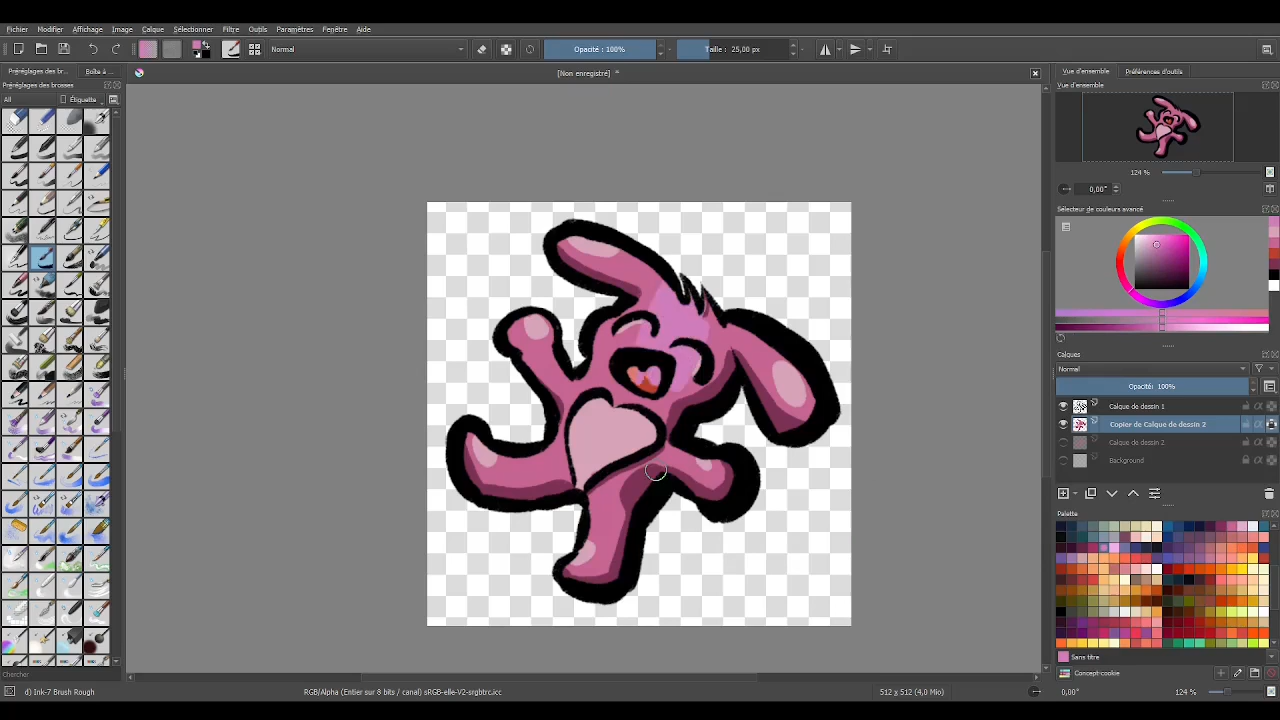 Fichier Modifier Affichage Image Calque Sélectionner Filtre Outils Paramètres Fenêtre Aide
Normal Opacité : 100% Taille : 25,00 px
Préréglages des br... Boîte à ... [Non enregistré] * Vue d'ensemble Préférences d'outils
Préréglages des brosses Vue d'ensemble
All Étiquette
124 %
0,00°
Sélecteur de couleurs avancé
Calques
Normal
Opacité: 100%
Calque de dessin 1
Copier de Calque de dessin 2
Calque de dessin 2
Background
Palette
Sans titre
Chercher Concept-cookie
d) Ink-7 Brush Rough RGB/Alpha (Entier sur 8 bits / canal) sRGB-elle-V2-srgbtrc.icc 512 x 512 (4,0 Mio) 0,00° 124 %